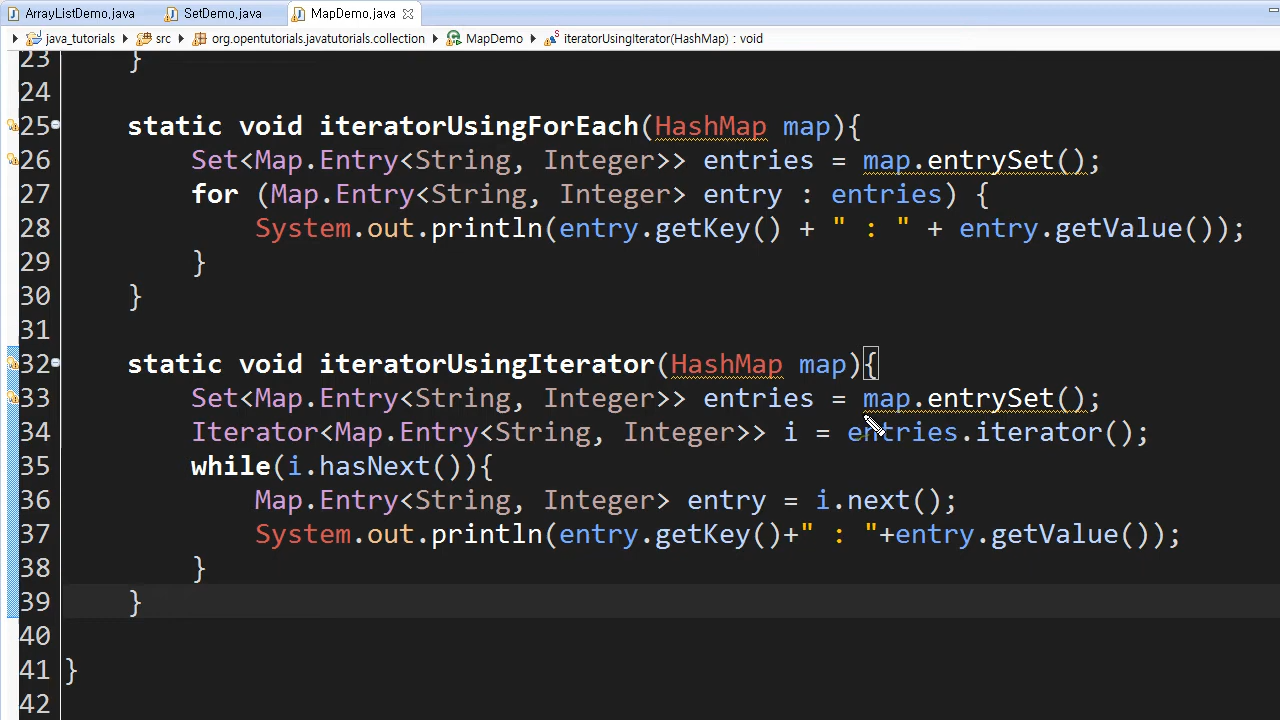 ArrayListDemo.java SetDemo.java MapDemo.java
java_tutorials src org.opentutorials.javatutorials.collection MapDemo iteratorUsingIterator(HashMap) : void
23 }
24
25 static void iteratorUsingForEach(HashMap map){
26 Set<Map.Entry<String, Integer>> entries = map.entrySet();
27 for (Map.Entry<String, Integer> entry : entries) {
28 System.out.println(entry.getKey() + " : " + entry.getValue());
29 }
30 }
31
32 static void iteratorUsingIterator(HashMap map){
33 Set<Map.Entry<String, Integer>> entries = map.entrySet();
34 Iterator<Map.Entry<String, Integer>> i = entries.iterator();
35 while(i.hasNext()){
36 Map.Entry<String, Integer> entry = i.next();
37 System.out.println(entry.getKey()+" : "+entry.getValue());
38 }
39 }
40
41 }
42